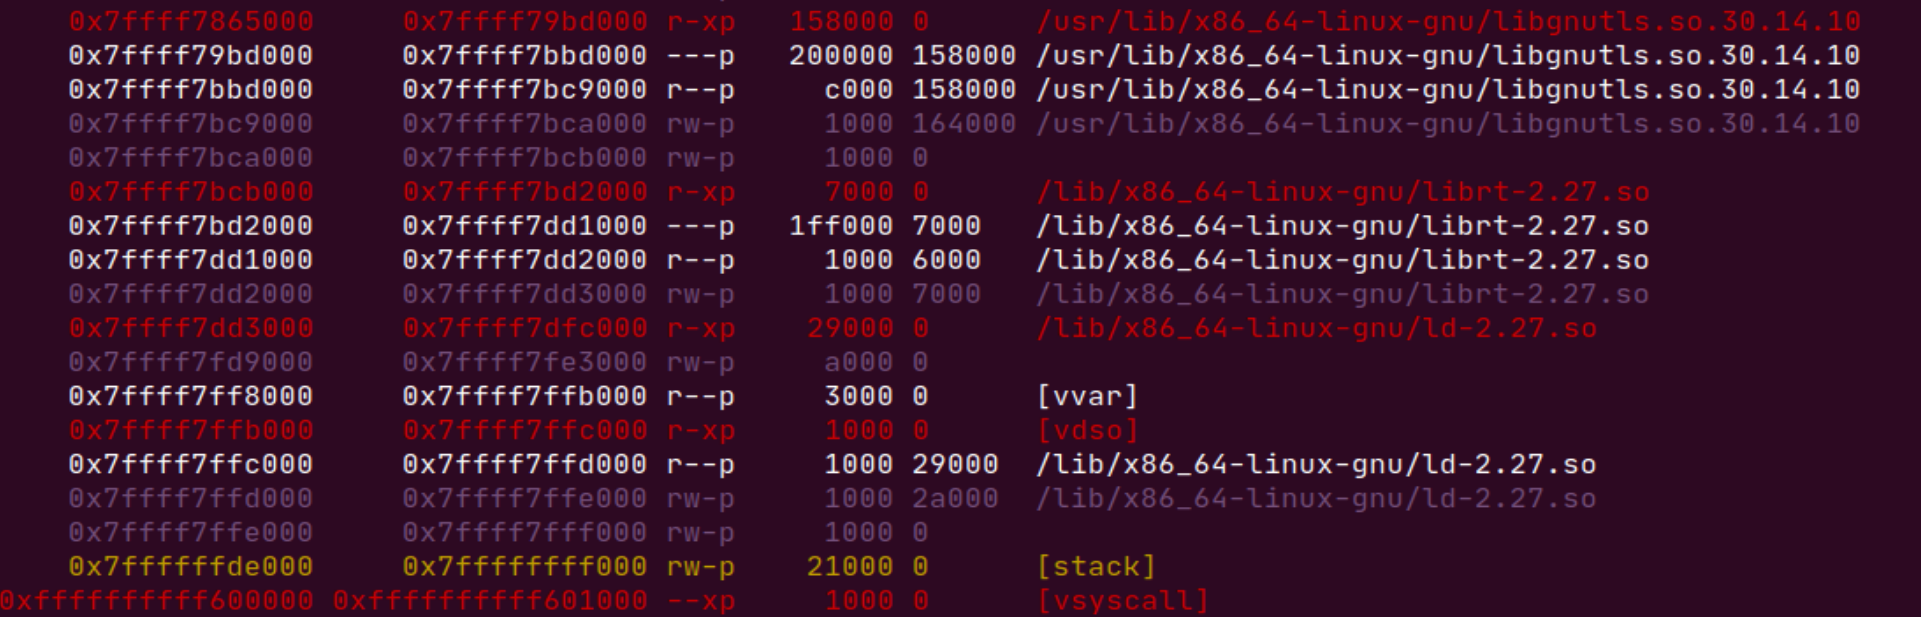 0x7ffff7865000 0x7ffff79bd000 r-xp 158000 0 /usr/lib/x86_64-linux-gnu/libgnutls.so.30.14.10
0x7ffff79bd000 0x7ffff7bbd000 ---p 200000 158000 /usr/lib/x86_64-linux-gnu/libgnutls.so.30.14.10
0x7ffff7bbd000 0x7ffff7bc9000 r--p c000 158000 /usr/lib/x86_64-linux-gnu/libgnutls.so.30.14.10
0x7ffff7bc9000 0x7ffff7bca000 rw-p 1000 164000 /usr/lib/x86_64-linux-gnu/libgnutls.so.30.14.10
0x7ffff7bca000 0x7ffff7bcb000 rw-p 1000 0
0x7ffff7bcb000 0x7ffff7bd2000 r-xp 7000 0 /lib/x86_64-linux-gnu/librt-2.27.so
0x7ffff7bd2000 0x7ffff7dd1000 ---p 1ff000 7000 /lib/x86_64-linux-gnu/librt-2.27.so
0x7ffff7dd1000 0x7ffff7dd2000 r--p 1000 6000 /lib/x86_64-linux-gnu/librt-2.27.so
0x7ffff7dd2000 0x7ffff7dd3000 rw-p 1000 7000 /lib/x86_64-linux-gnu/librt-2.27.so
0x7ffff7dd3000 0x7ffff7dfc000 r-xp 29000 0 /lib/x86_64-linux-gnu/ld-2.27.so
0x7ffff7fd9000 0x7ffff7fe3000 rw-p a000 0
0x7ffff7ff8000 0x7ffff7ffb000 r--p 3000 0 [vvar]
0x7ffff7ffb000 0x7ffff7ffc000 r-xp 1000 0 [vdso]
0x7ffff7ffc000 0x7ffff7ffd000 r--p 1000 29000 /lib/x86_64-linux-gnu/ld-2.27.so
0x7ffff7ffd000 0x7ffff7ffe000 rw-p 1000 2a000 /lib/x86_64-linux-gnu/ld-2.27.so
0x7ffff7ffe000 0x7ffff7fff000 rw-p 1000 0
0x7ffffffde000 0x7ffffffff000 rw-p 21000 0 [stack]
0xffffffffff600000 0xffffffffff601000 --xp 1000 0 [vsyscall]